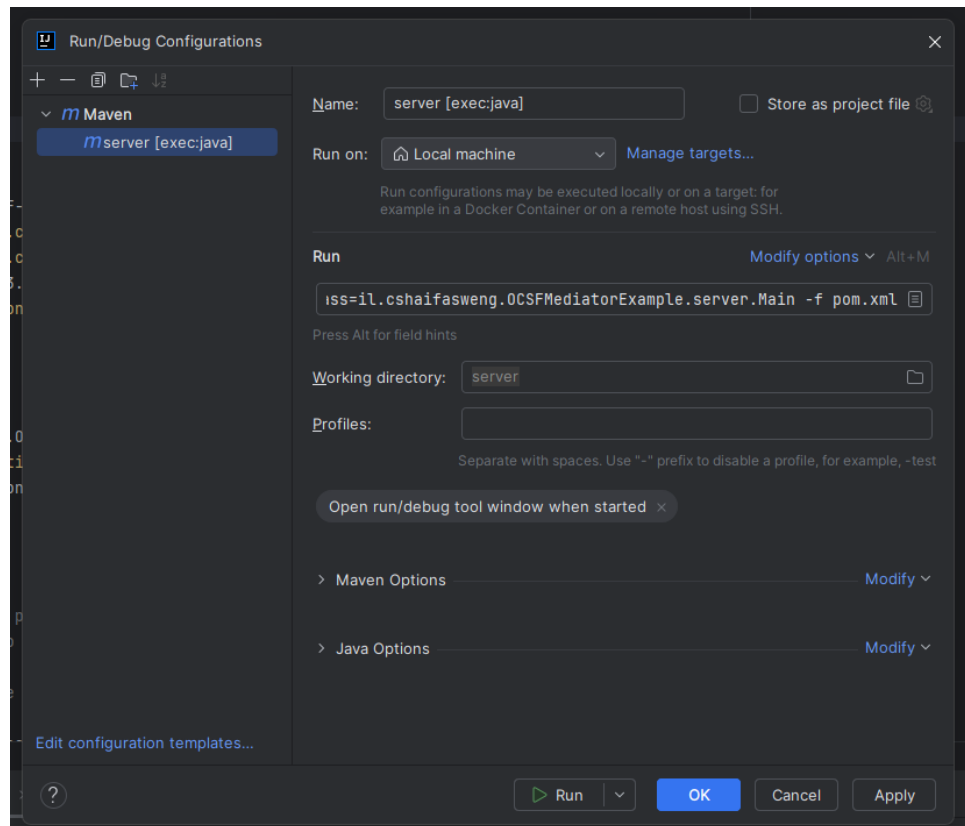 Run/Debug Configurations
Maven
server [exec:java]
Edit configuration templates...
Name: server [exec:java] Store as project file
Run on: Local machine Manage targets...
Run configurations may be executed locally or on a target: for
example in a Docker Container or on a remote host using SSH.
Run Modify options Alt+M
ass=il.cshaifasweng.OCSFMediatorExample.server.Main -f pom.xml
Press Alt for field hints
Working directory: server
Profiles:
Separate with spaces. Use "-" prefix to disable a profile, for example, -test
Open run/debug tool window when started ×
Maven Options Modify
Java Options Modify
? Run OK Cancel Apply